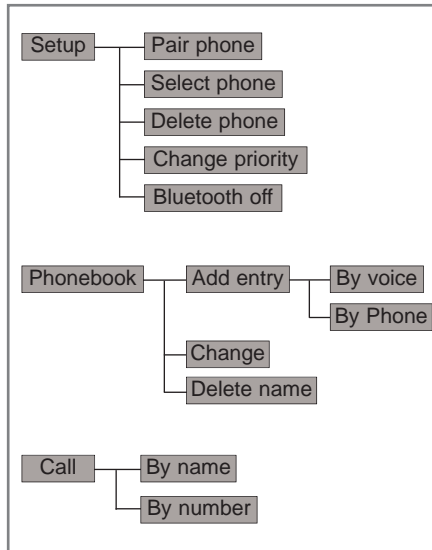 Setup Pair phone
Select phone
Delete phone
Change priority
Bluetooth off
Phonebook Add entry By voice
By Phone
Change
Delete name
Call By name
By number